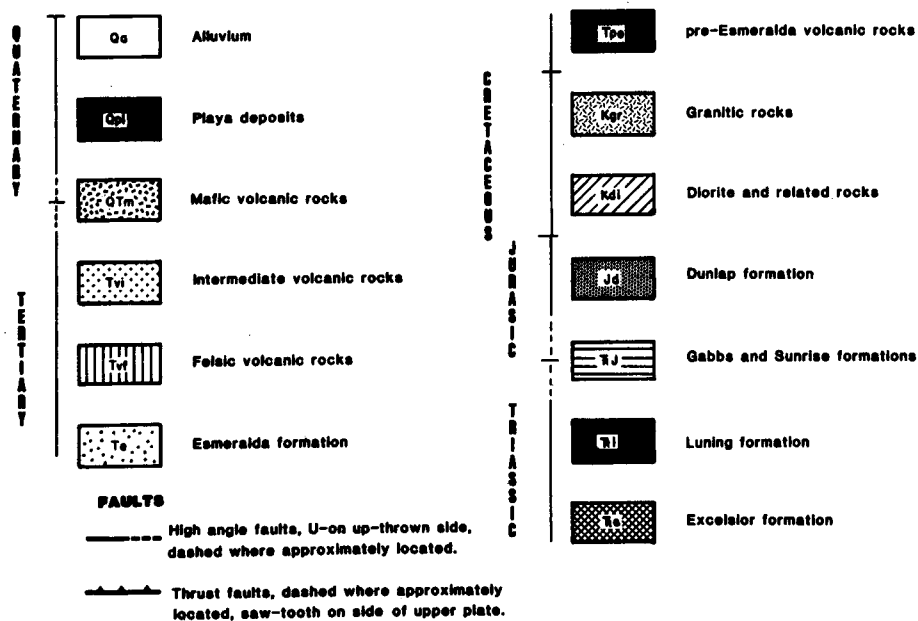 QUATERNARY
Qa Alluvium
Qpl Playa deposits
QTm Mafic volcanic rocks
TERTIARY
Tvi Intermediate volcanic rocks
Tvf Felsic volcanic rocks
Te Esmeralda formation
FAULTS
High angle faults, U-on up-thrown side,
dashed where approximately located.
Thrust faults, dashed where approximately
located, saw-tooth on side of upper plate.
Tpe pre-Esmeralda volcanic rocks
CRETACEOUS
Kgr Granitic rocks
Kdi Diorite and related rocks
JURASIC
Jd Dunlap formation
TRJ Gabbs and Sunrise formations
TRIASSIC
TRl Luning formation
TRe Excelsior formation